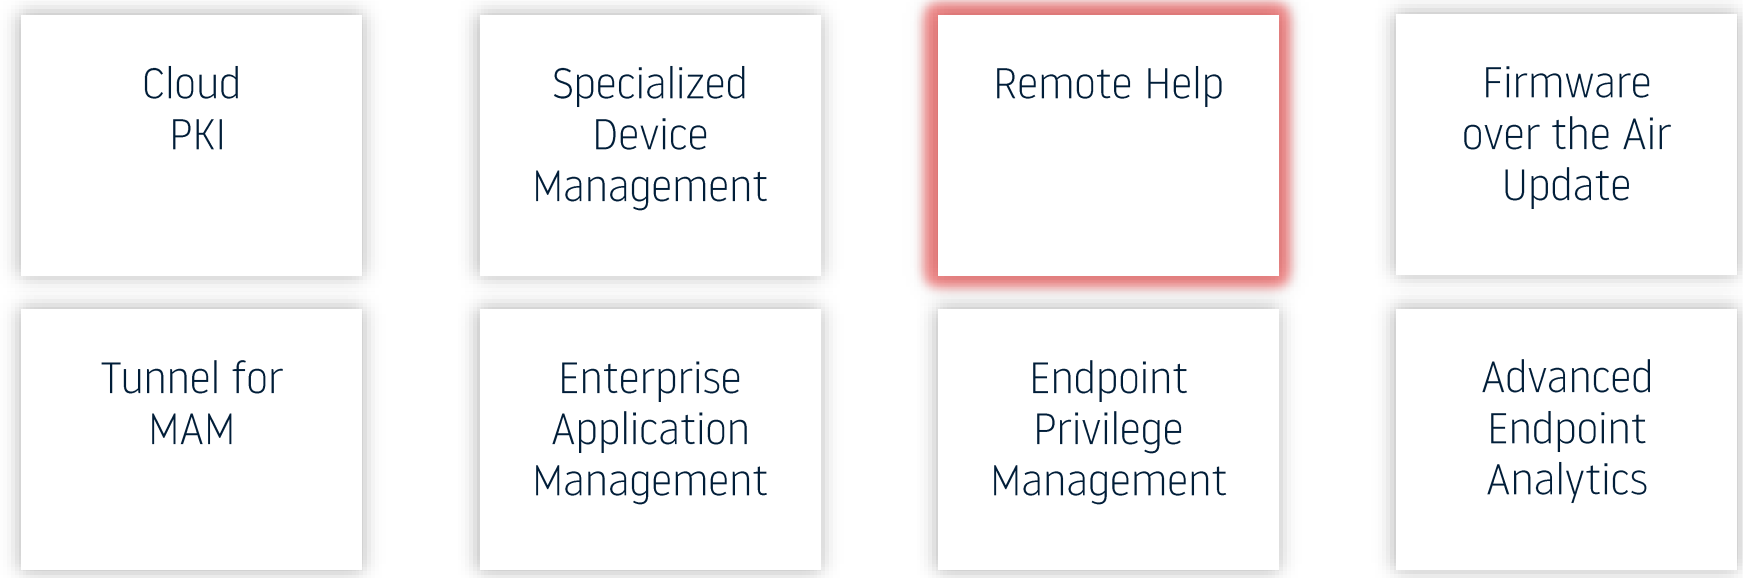 Cloud
PKI
Specialized
Device
Management
Remote Help
Firmware
over the Air
Update
Tunnel for
MAM
Enterprise
Application
Management
Endpoint
Privilege
Management
Advanced
Endpoint
Analytics